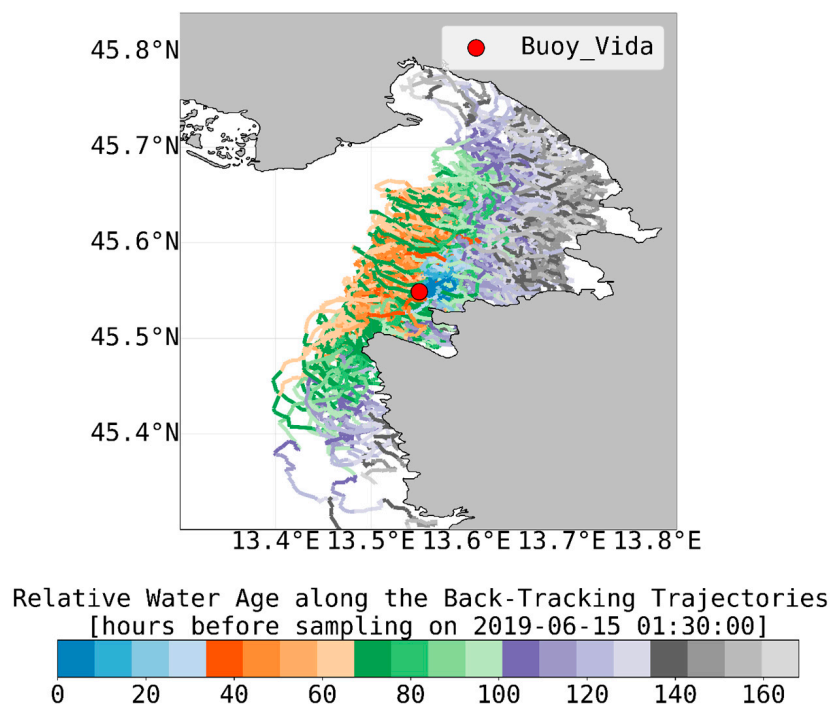 45.8°N
Buoy_Vida
45.7°N
45.6°N
45.5°N
45.4°N
13.4°E 13.5°E 13.6°E 13.7°E 13.8°E
Relative Water Age along the Back-Tracking Trajectories
[hours before sampling on 2019-06-15 01:30:00]
0 20 40 60 80 100 120 140 160